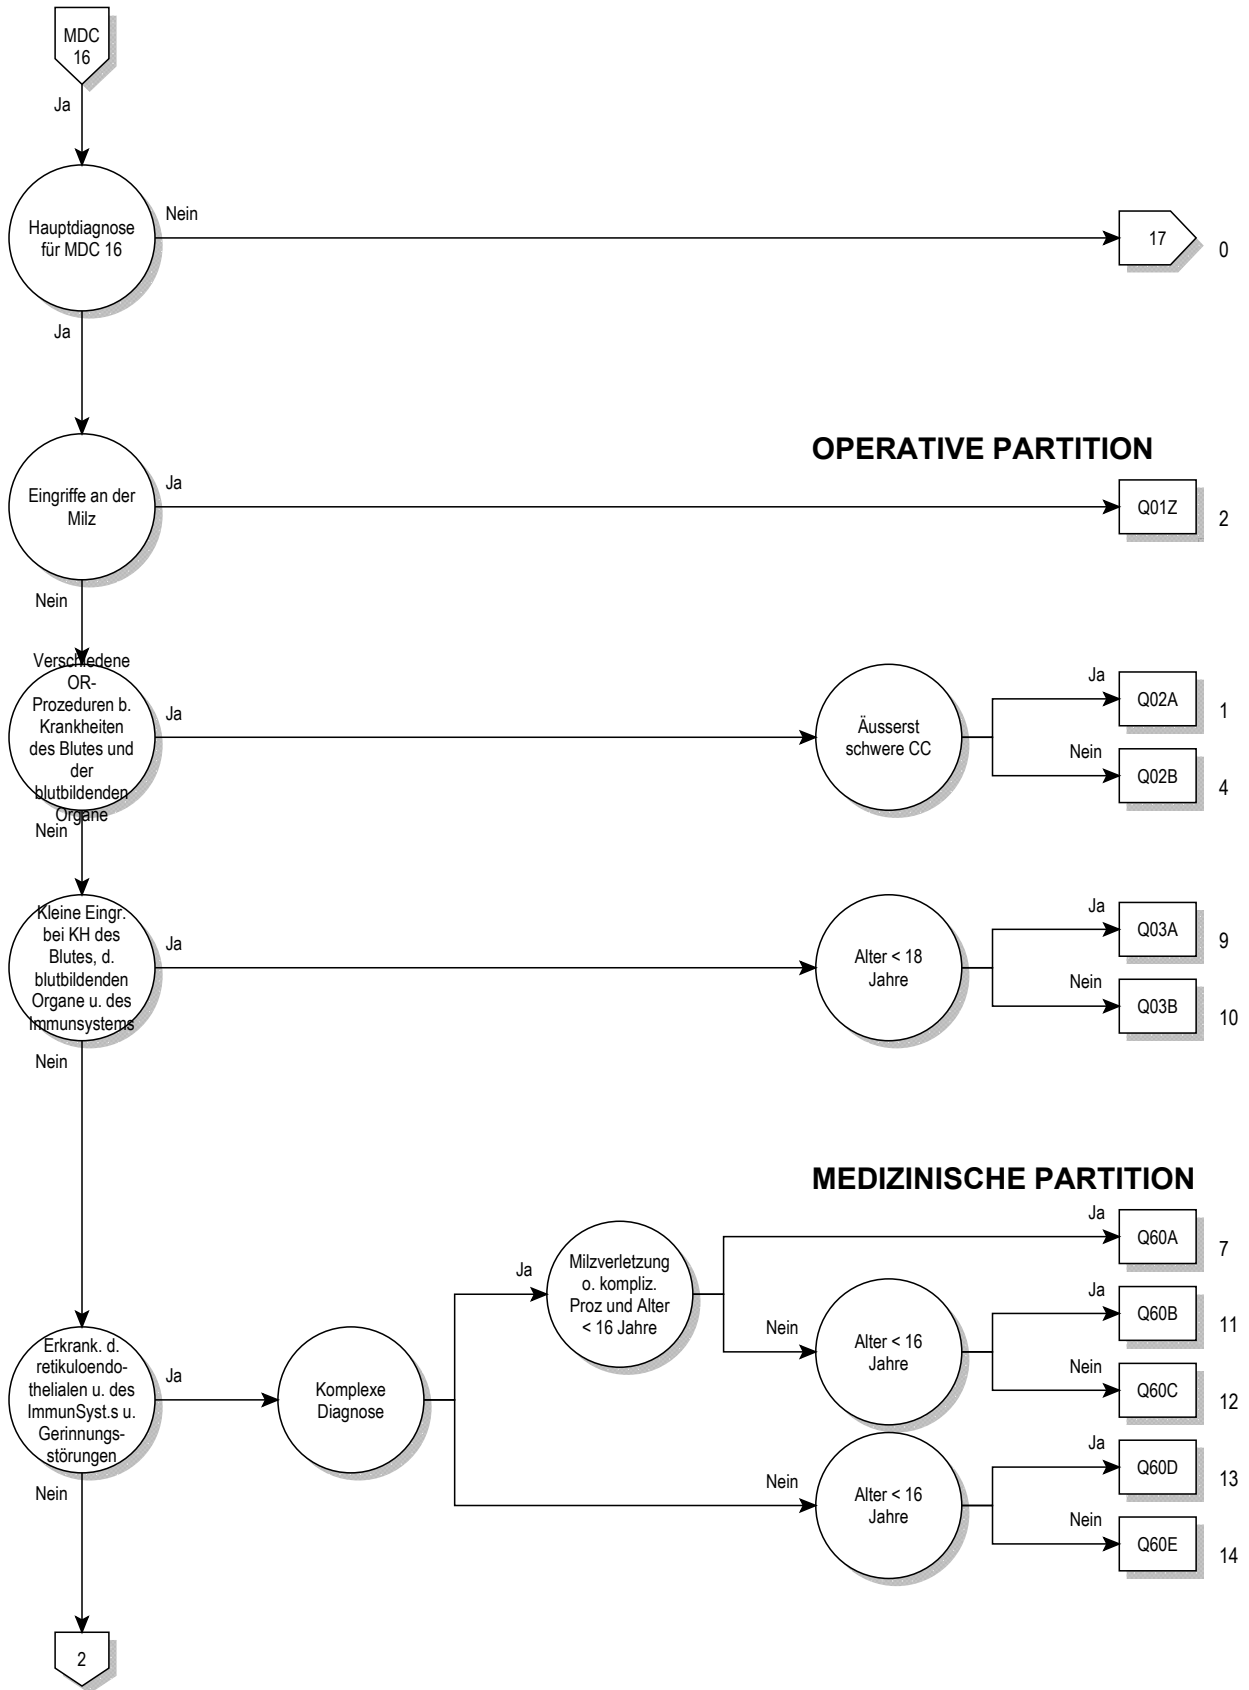 MDC
16
Ja
Hauptdiagnose
für MDC 16
Nein
17
0
Ja
OPERATIVE PARTITION
Eingriffe an der
Milz
Ja
Q01Z
2
Nein
Verschiedene
OR-
Prozeduren b.
Krankheiten
des Blutes und
der
blutbildenden
Organe
Ja
Äusserst
schwere CC
Ja
Q02A
1
Nein
Q02B
4
Nein
Kleine Eingr.
bei KH des
Blutes, d.
blutbildenden
Organe u. des
Immunsystems
Ja
Alter < 18
Jahre
Ja
Q03A
9
Nein
Q03B
10
Nein
MEDIZINISCHE PARTITION
Erkrank. d.
retikuloendo-
thelialen u. des
ImmunSyst.s u.
Gerinnungs-
störungen
Ja
Komplexe
Diagnose
Ja
Milzverletzung
o. kompliz.
Proz und Alter
< 16 Jahre
Ja
Q60A
7
Nein
Alter < 16
Jahre
Ja
Q60B
11
Nein
Q60C
12
Nein
Alter < 16
Jahre
Ja
Q60D
13
Nein
Q60E
14
Nein
2